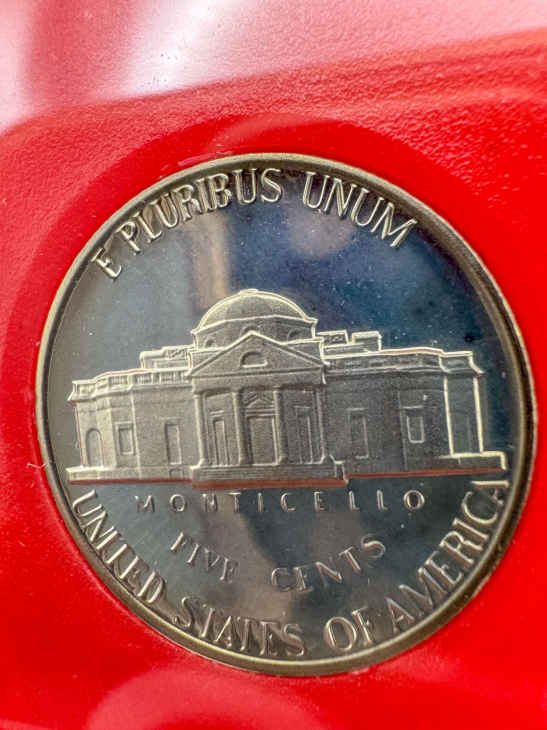 E PLURIBUS UNUM
MONTICELLO
FIVE CENTS
UNITED STATES OF AMERICA